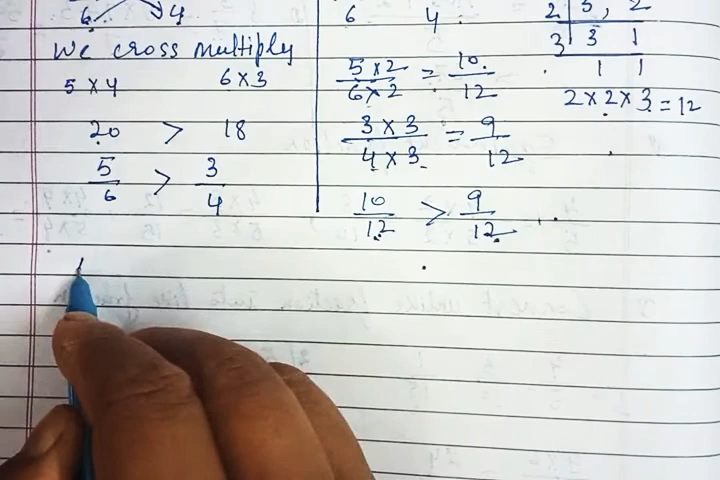 6 4
We cross multiply
5 × 4 6 × 3
20 > 18
5/6 > 3/4
6 4
5 × 2 / 6 × 2 = 10/12
3 × 3 / 4 × 3 = 9/12
10/12 > 9/12
2 3, 2
3 3 1
1 1
2 × 2 × 3 = 12